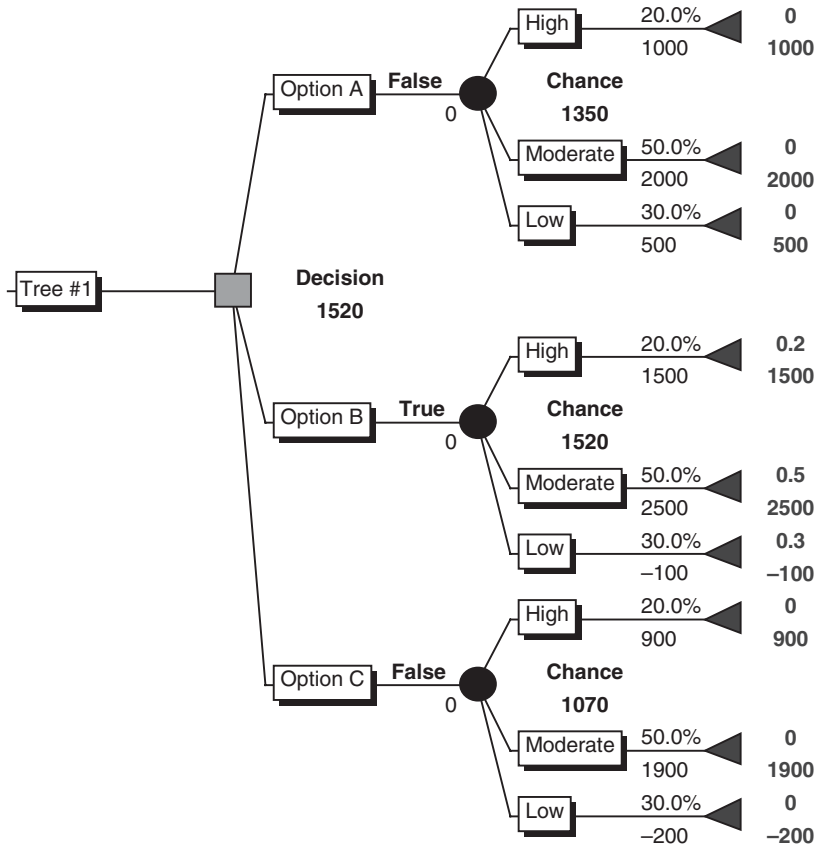 High 20.0% 0
1000 1000
Option A False Chance
0 1350
Moderate 50.0% 0
2000 2000
Low 30.0% 0
500 500
Tree #1 Decision
1520
High 20.0% 0.2
1500 1500
Option B True Chance
0 1520
Moderate 50.0% 0.5
2500 2500
Low 30.0% 0.3
–100 –100
High 20.0% 0
900 900
Option C False Chance
0 1070
Moderate 50.0% 0
1900 1900
Low 30.0% 0
–200 –200